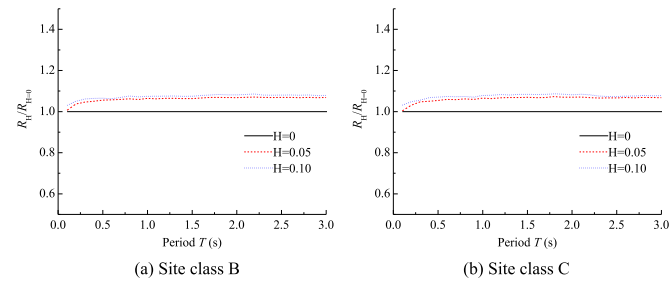 1.4
1.2
1.0
0.8
0.6
R_H/R_H=0
H=0
H=0.05
H=0.10
0.0 0.5 1.0 1.5 2.0 2.5 3.0
Period T (s)
(a) Site class B
1.4
1.2
1.0
0.8
0.6
R_H/R_H=0
H=0
H=0.05
H=0.10
0.0 0.5 1.0 1.5 2.0 2.5 3.0
Period T (s)
(b) Site class C